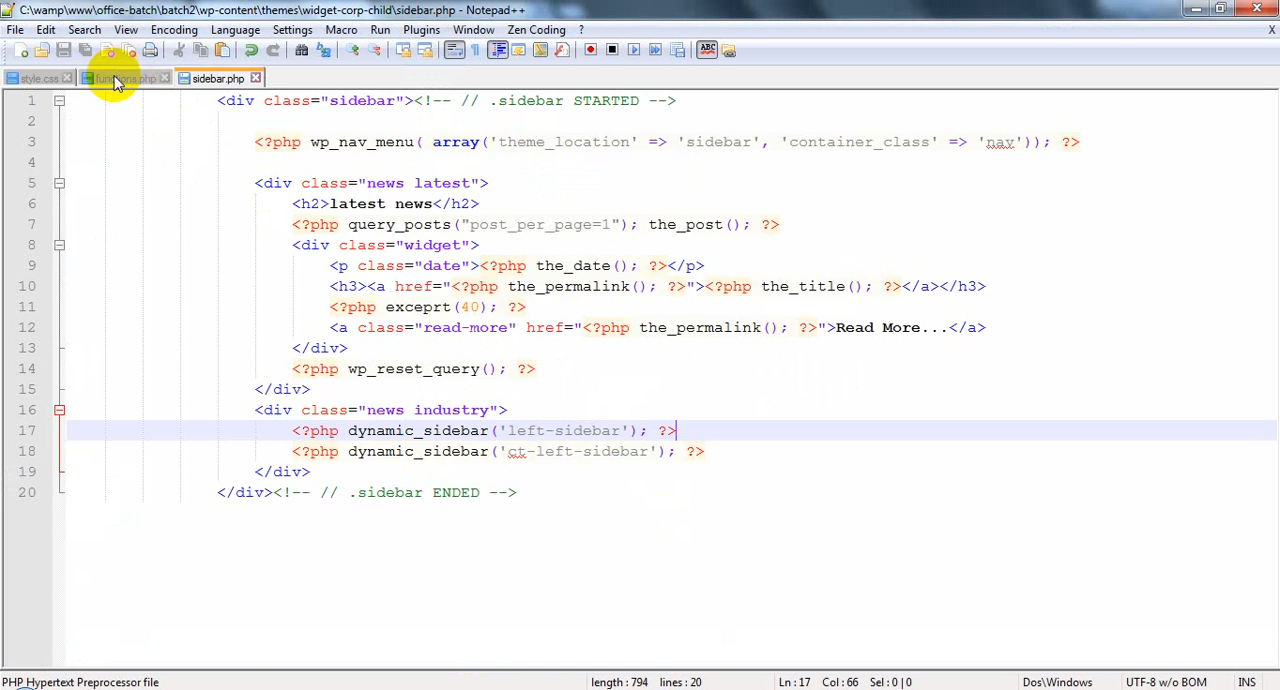 C:\wamp\www\office-batch\batch2\wp-content\themes\widget-corp-child\sidebar.php - Notepad++
File Edit Search View Encoding Language Settings Macro Run Plugins Window Zen Coding ? X
ABC
style.css functions.php sidebar.php
1 <div class="sidebar"><!-- // .sidebar STARTED -->
2
3 <?php wp_nav_menu( array('theme_location' => 'sidebar', 'container_class' => 'nav')); ?>
4
5 <div class="news latest">
6 <h2>latest news</h2>
7 <?php query_posts("post_per_page=1"); the_post(); ?>
8 <div class="widget">
9 <p class="date"><?php the_date(); ?></p>
10 <h3><a href="<?php the_permalink(); ?>"><?php the_title(); ?></a></h3>
11 <?php exceprt(40); ?>
12 <a class="read-more" href="<?php the_permalink(); ?>">Read More...</a>
13 </div>
14 <?php wp_reset_query(); ?>
15 </div>
16 <div class="news industry">
17 <?php dynamic_sidebar('left-sidebar'); ?>
18 <?php dynamic_sidebar('ct-left-sidebar'); ?>
19 </div>
20 </div><!-- // .sidebar ENDED -->
PHP Hypertext Preprocessor file length : 794 lines : 20 Ln : 17 Col : 66 Sel : 0 | 0 Dos\Windows UTF-8 w/o BOM INS